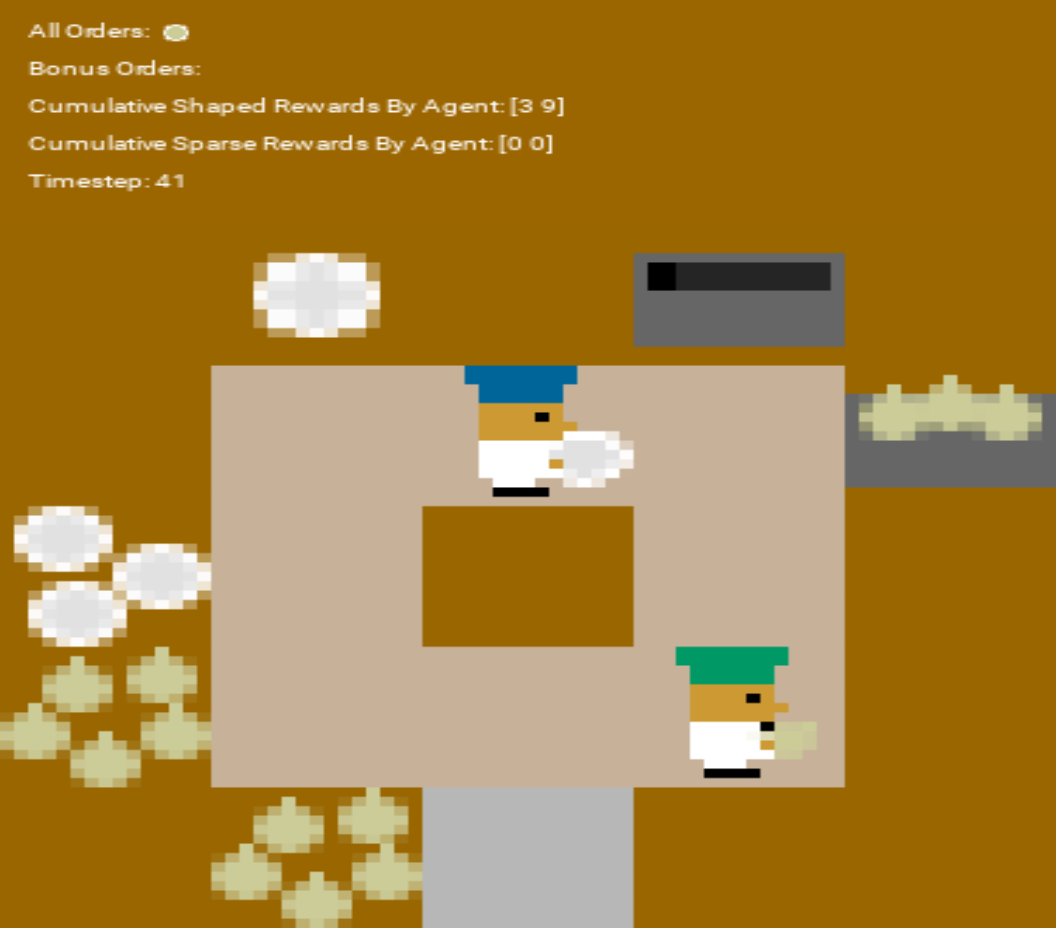 All Orders:
Bonus Orders:
Cumulative Shaped Rewards By Agent: [3 9]
Cumulative Sparse Rewards By Agent: [0 0]
Timestep: 41